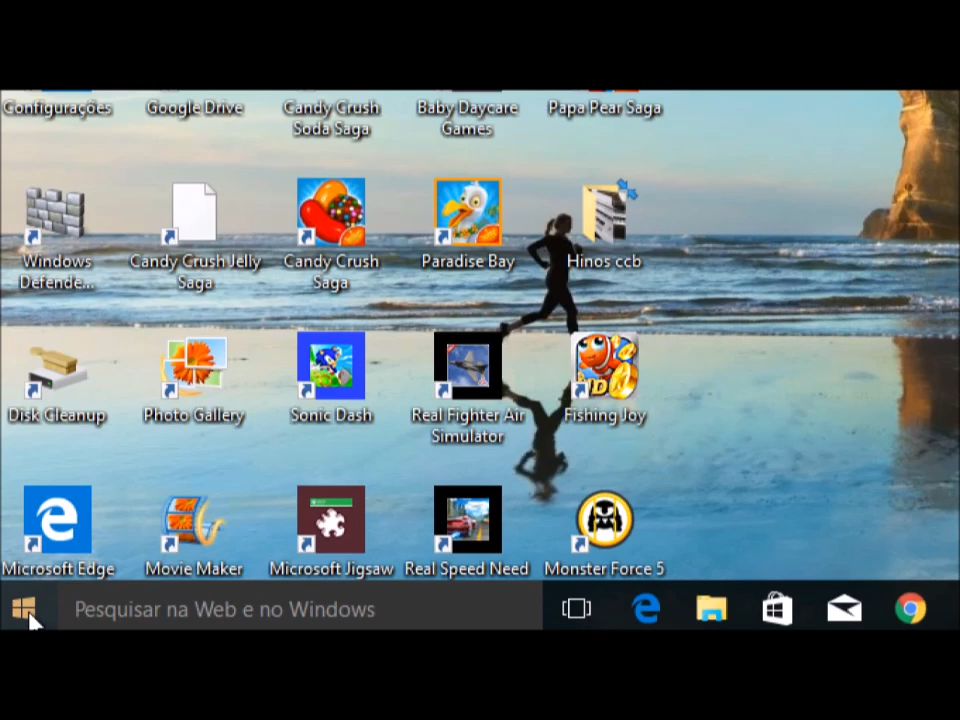 Configurações
Google Drive
Candy Crush
Soda Saga
Baby Daycare
Games
Papa Pear Saga
Windows
Defende...
Candy Crush Jelly
Saga
Candy Crush
Saga
Paradise Bay
Hinos ccb
Disk Cleanup
Photo Gallery
Sonic Dash
Real Fighter Air
Simulator
Fishing Joy
Microsoft Edge
Movie Maker
Microsoft Jigsaw
Real Speed Need
Monster Force 5
Pesquisar na Web e no Windows